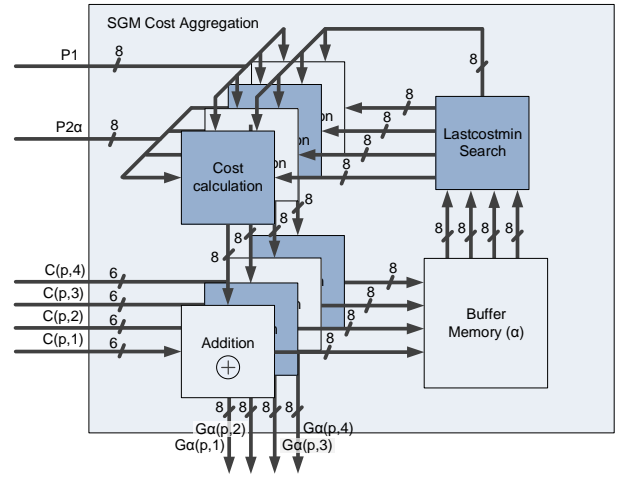 SGM Cost Aggregation
P1
8
8
8
P2α
8
8
8
8
Lastcostmin
Search
on
on
Cost
calculation
8
8
8
8
8
8
8
8
C(p,4)
6
8
C(p,3)
6
8
C(p,2)
6
8
C(p,1)
6
8
Addition
Buffer
Memory (α)
8
8
8
8
Gα(p,2)
Gα(p,4)
Gα(p,1)
Gα(p,3)